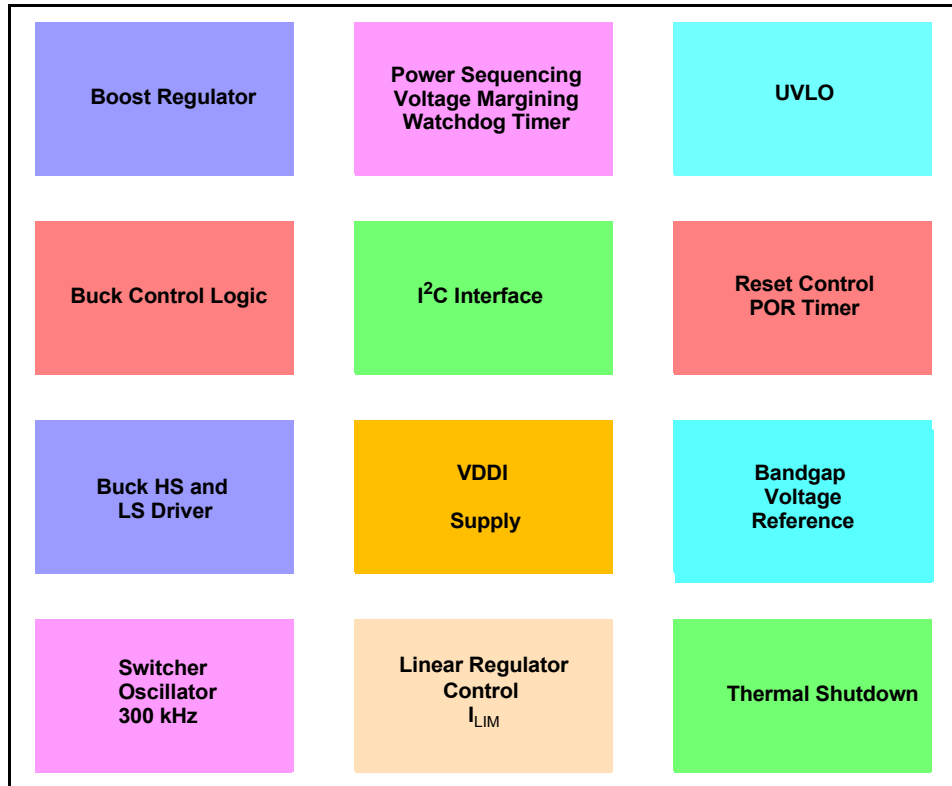 Boost Regulator
Power Sequencing
Voltage Margining
Watchdog Timer
UVLO
Buck Control Logic
I²C Interface
Reset Control
POR Timer
Buck HS and
LS Driver
VDDI
Supply
Bandgap
Voltage
Reference
Switcher
Oscillator
300 kHz
Linear Regulator
Control
I_LIM
Thermal Shutdown